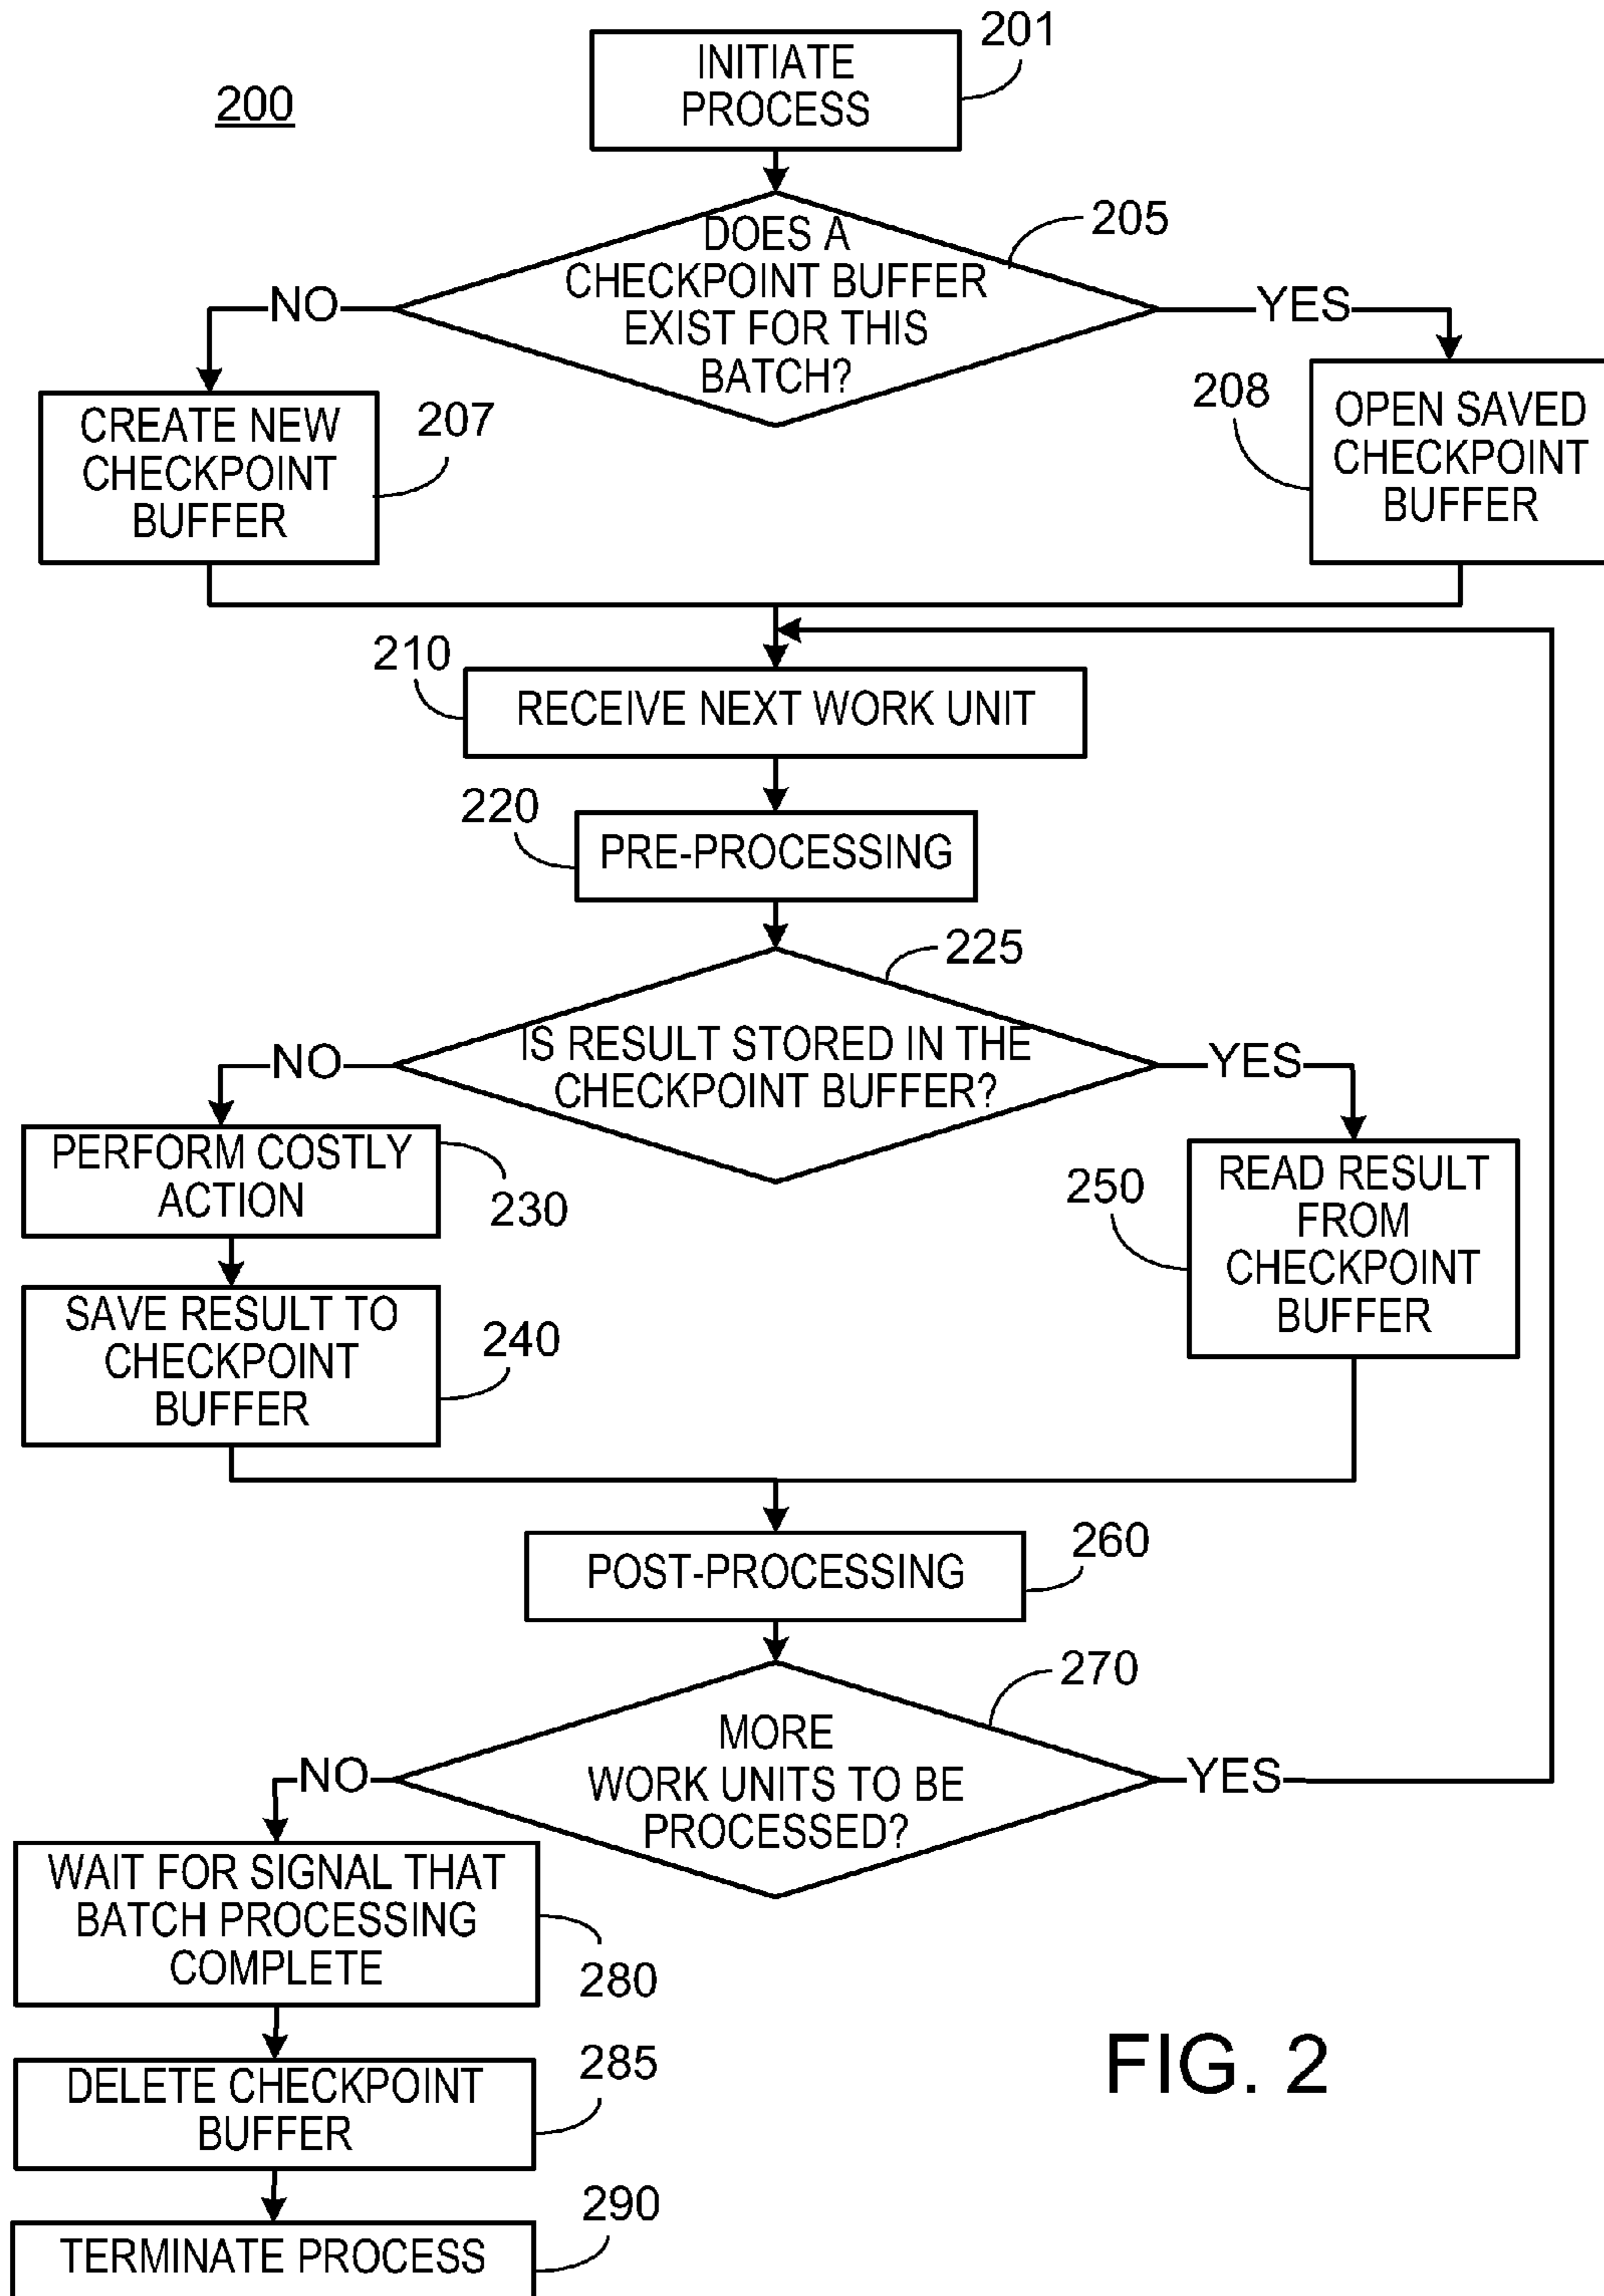 200
INITIATE
PROCESS
201
DOES A
CHECKPOINT BUFFER
EXIST FOR THIS
BATCH?
205
NO
YES
CREATE NEW
CHECKPOINT
BUFFER
207
208
OPEN SAVED
CHECKPOINT
BUFFER
210
RECEIVE NEXT WORK UNIT
220
PRE-PROCESSING
225
IS RESULT STORED IN THE
CHECKPOINT BUFFER?
NO
YES
PERFORM COSTLY
ACTION
230
SAVE RESULT TO
CHECKPOINT
BUFFER
240
250
READ RESULT
FROM
CHECKPOINT
BUFFER
POST-PROCESSING
260
270
MORE
WORK UNITS TO BE
PROCESSED?
NO
YES
WAIT FOR SIGNAL THAT
BATCH PROCESSING
COMPLETE
280
DELETE CHECKPOINT
BUFFER
285
TERMINATE PROCESS
290
FIG. 2